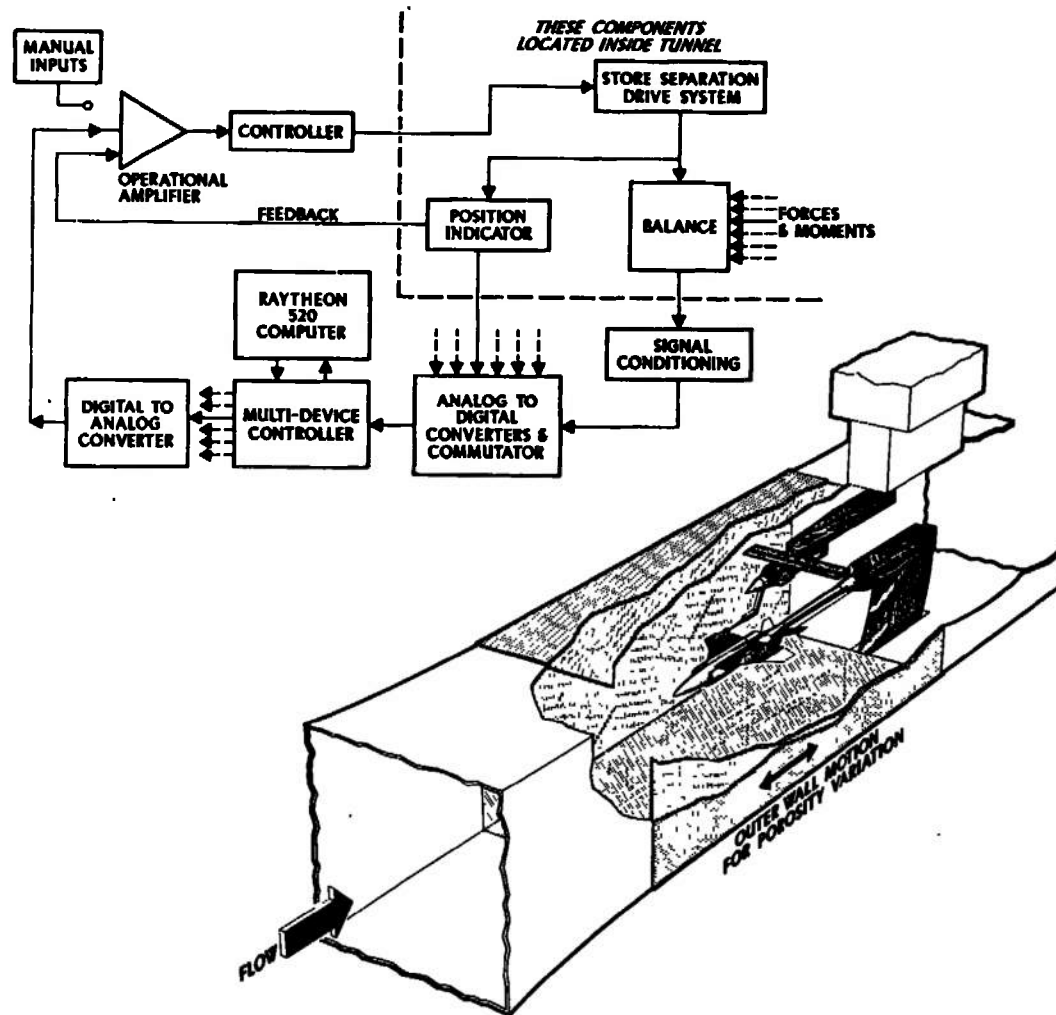 THESE COMPONENTS
LOCATED INSIDE TUNNEL
MANUAL
INPUTS
STORE SEPARATION
DRIVE SYSTEM
CONTROLLER
OPERATIONAL
AMPLIFIER
FEEDBACK
POSITION
INDICATOR
BALANCE
FORCES
& MOMENTS
RAYTHEON
520
COMPUTER
SIGNAL
CONDITIONING
DIGITAL TO
ANALOG
CONVERTER
MULTI-DEVICE
CONTROLLER
ANALOG TO
DIGITAL
CONVERTERS &
COMMUTATOR
OUTER WALL MOTION
FOR POROSITY VARIATION
FLOW